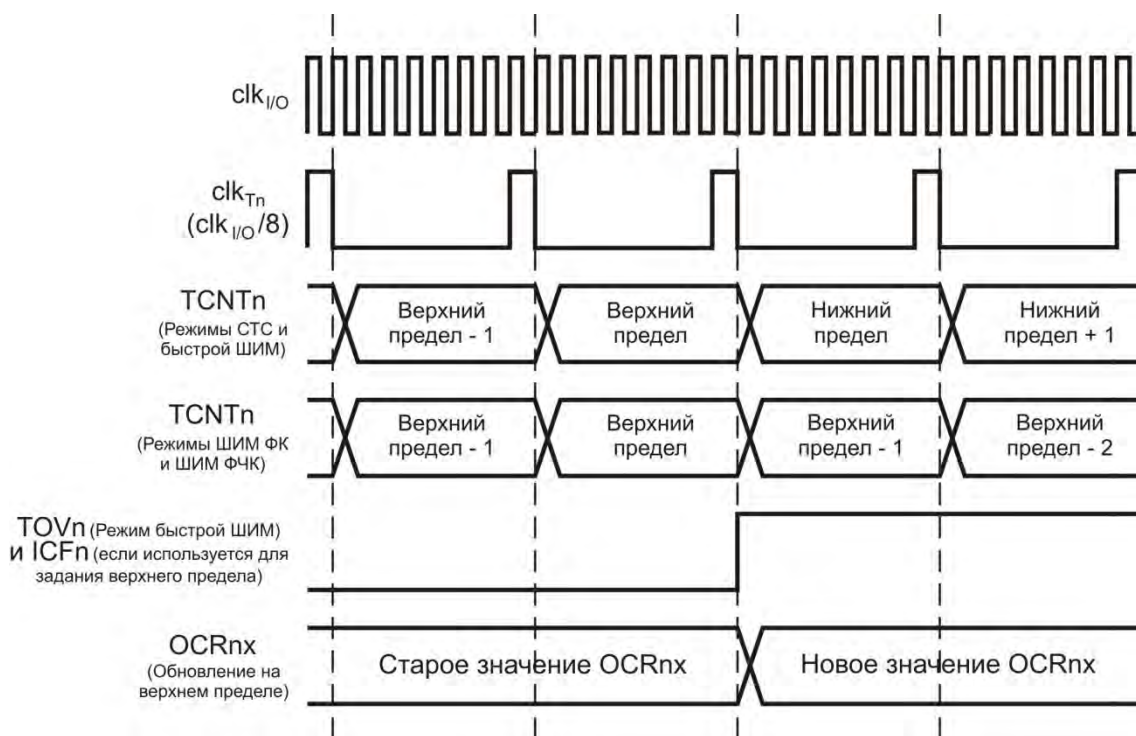 clkI/O
clkTn
(clkI/O/8)
TCNTn
(Режимы СТС и
быстрой ШИМ)
Верхний
предел - 1
Верхний
предел
Нижний
предел
Нижний
предел + 1
TCNTn
(Режимы ШИМ ФК
и ШИМ ФЧК)
Верхний
предел - 1
Верхний
предел
Верхний
предел - 1
Верхний
предел - 2
TOVn (Режим быстрой ШИМ)
и ICFn (если используется для
задания верхнего предела)
OCRnx
(Обновление на
верхнем пределе)
Старое значение OCRnx
Новое значение OCRnx